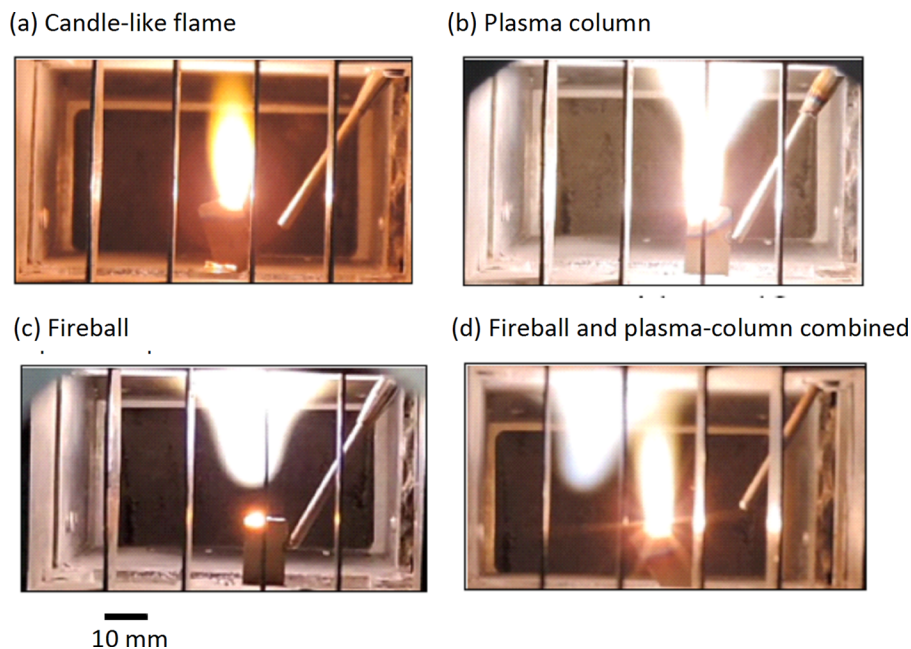 (a) Candle-like flame
(b) Plasma column
(c) Fireball
(d) Fireball and plasma-column combined
10 mm